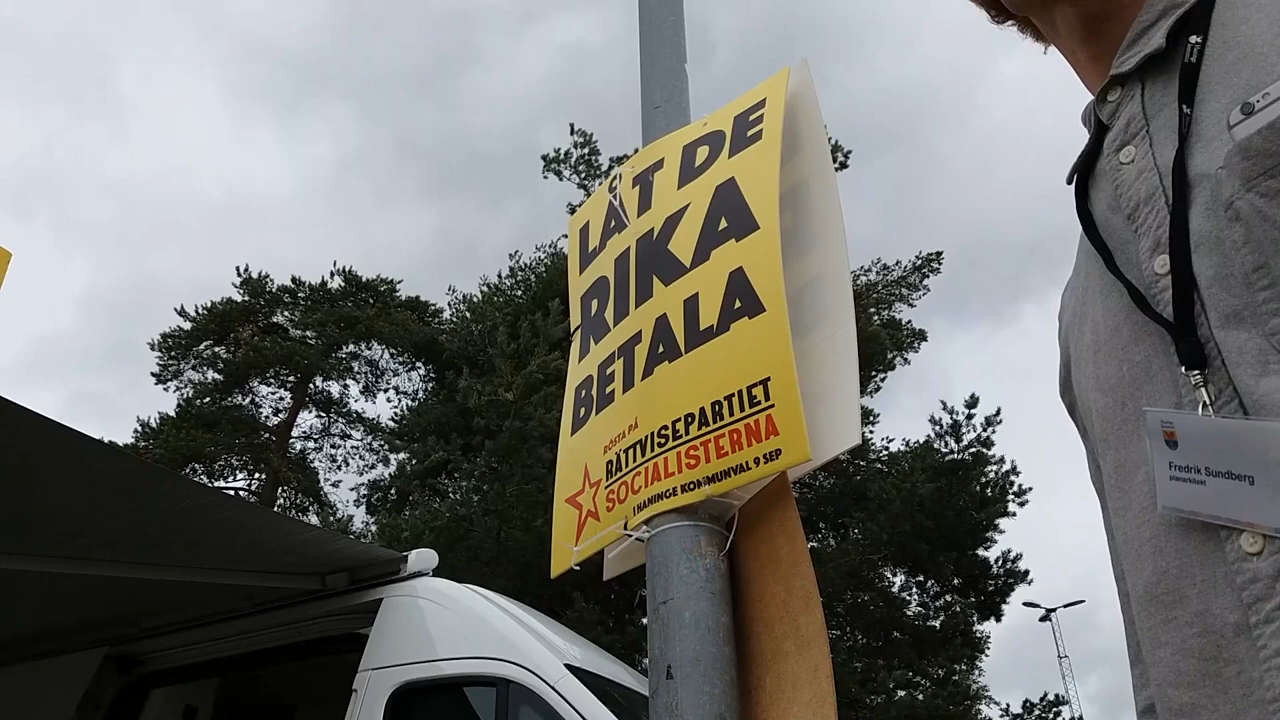 LÅT DE
RIKA
BETALA
RÖSTA PÅ
RÄTTVISEPARTIET
SOCIALISTERNA
I HANINGE KOMMUNVAL 9 SEP
Fredrik Sundberg
planarkitekt